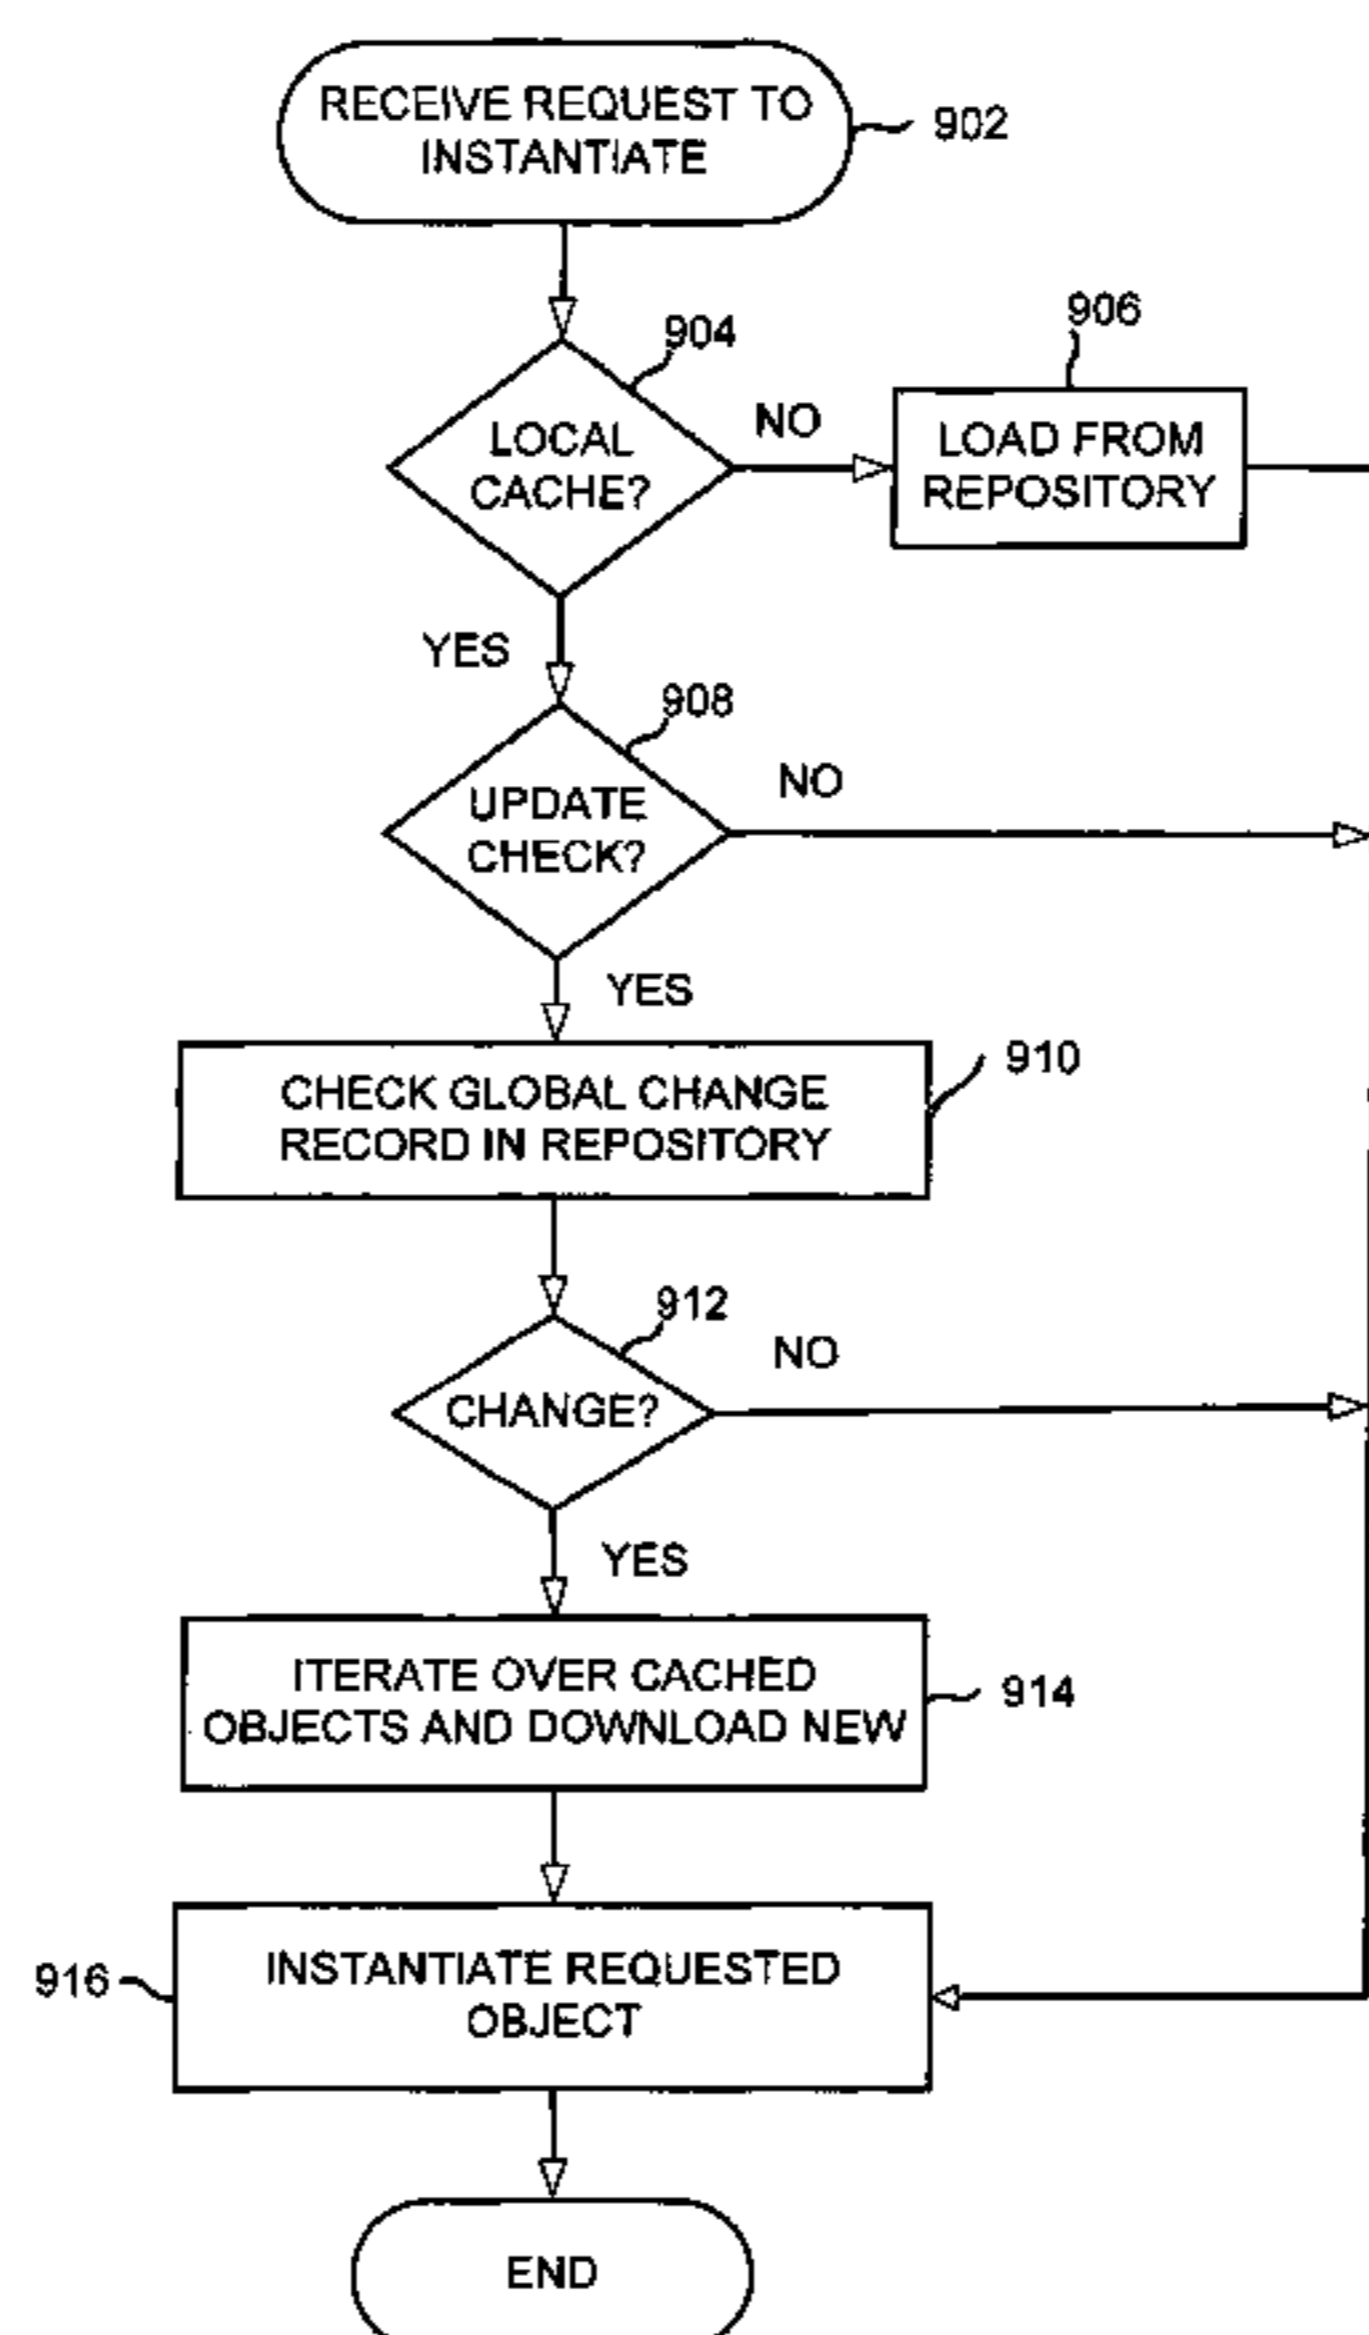 RECEIVE REQUEST TO
INSTANTIATE
902
904
906
LOCAL
CACHE?
NO
LOAD FROM
REPOSITORY
YES
908
UPDATE
CHECK?
NO
YES
CHECK GLOBAL CHANGE
RECORD IN REPOSITORY
910
912
CHANGE?
NO
YES
ITERATE OVER CACHED
OBJECTS AND DOWNLOAD NEW
914
916
INSTANTIATE REQUESTED
OBJECT
END